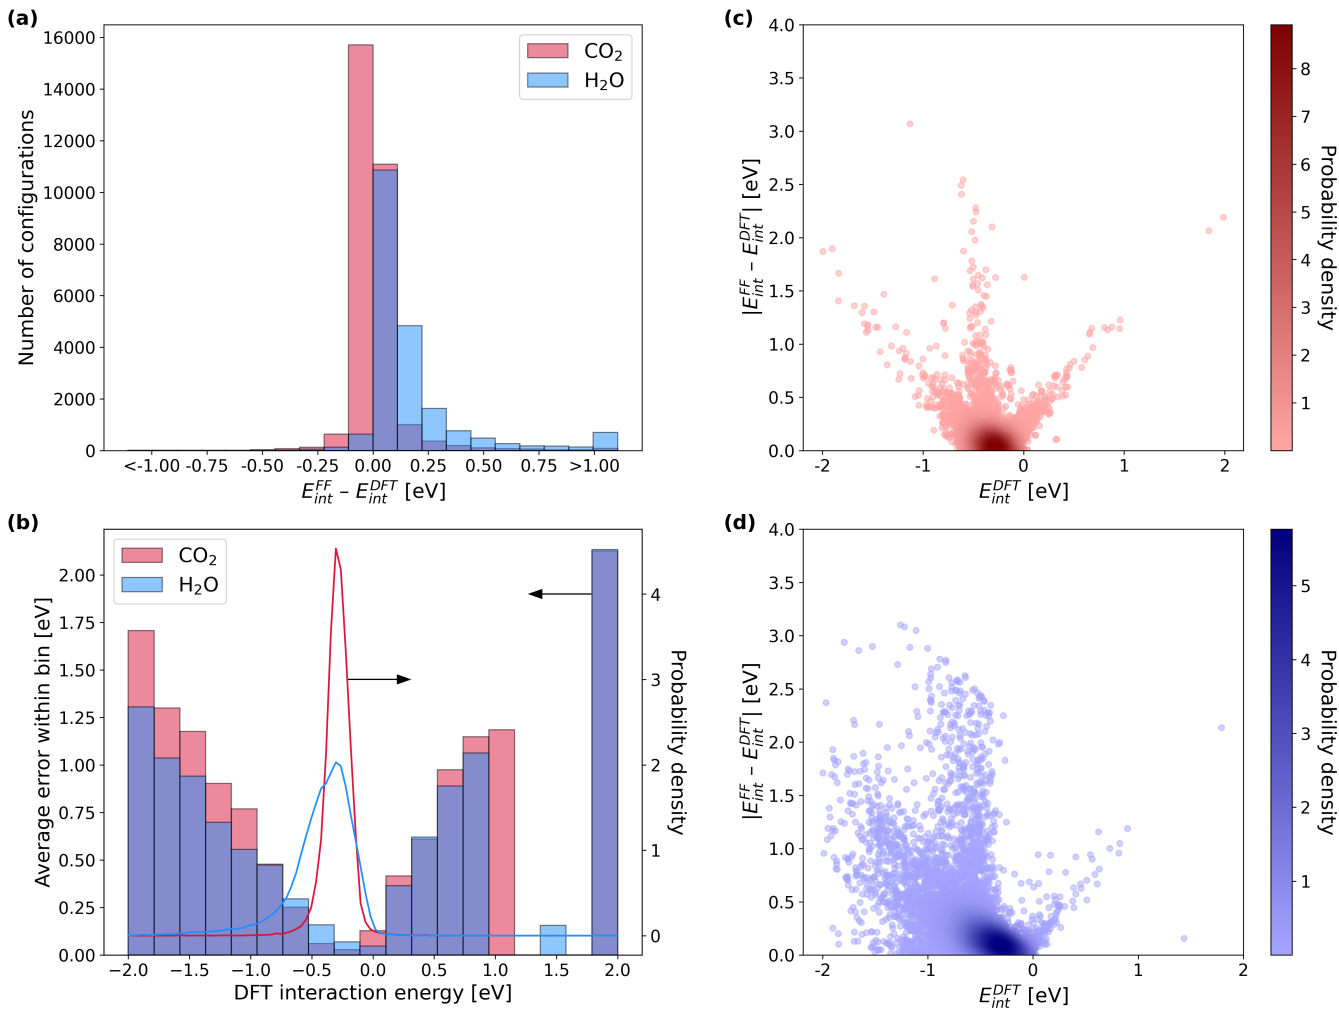 (a)
16000
14000
12000
10000
8000
6000
4000
2000
0
Number of configurations
CO₂
H₂O
<-1.00 -0.75 -0.50 -0.25 0.00 0.25 0.50 0.75 >1.00
E_int^FF – E_int^DFT [eV]
(c)
4.0
3.5
3.0
2.5
2.0
1.5
1.0
0.5
0.0
|E_int^FF – E_int^DFT| [eV]
-2 -1 0 1 2
E_int^DFT [eV]
8
7
6
5
4
3
2
1
Probability density
(b)
2.00
1.75
1.50
1.25
1.00
0.75
0.50
0.25
0.00
Average error within bin [eV]
CO₂
H₂O
4
3
2
1
0
Probability density
−2.0 −1.5 −1.0 −0.5 0.0 0.5 1.0 1.5 2.0
DFT interaction energy [eV]
(d)
4.0
3.5
3.0
2.5
2.0
1.5
1.0
0.5
0.0
|E_int^FF – E_int^DFT| [eV]
-2 -1 0 1 2
E_int^DFT [eV]
5
4
3
2
1
Probability density